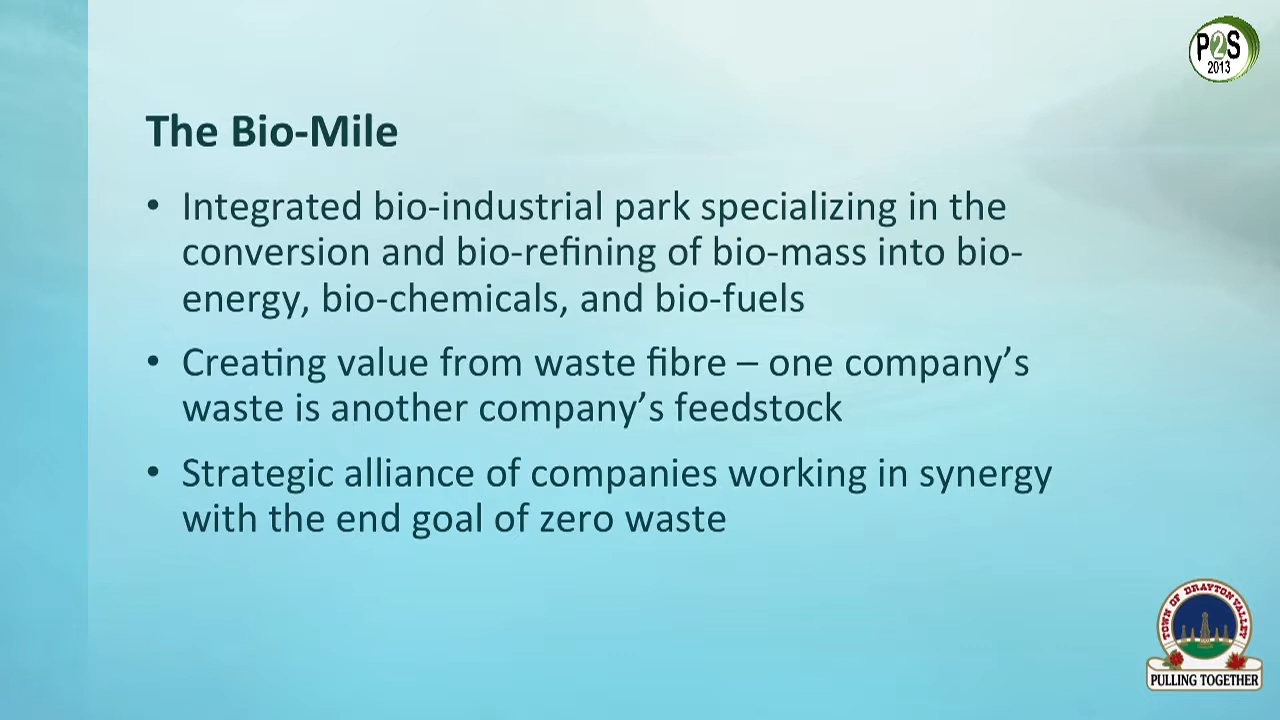 P2S
2013
The Bio-Mile
• Integrated bio-industrial park specializing in the
conversion and bio-refining of bio-mass into bio-
energy, bio-chemicals, and bio-fuels
• Creating value from waste fibre – one company’s
waste is another company’s feedstock
• Strategic alliance of companies working in synergy
with the end goal of zero waste
TOWN OF DRAYTON VALLEY
PULLING TOGETHER